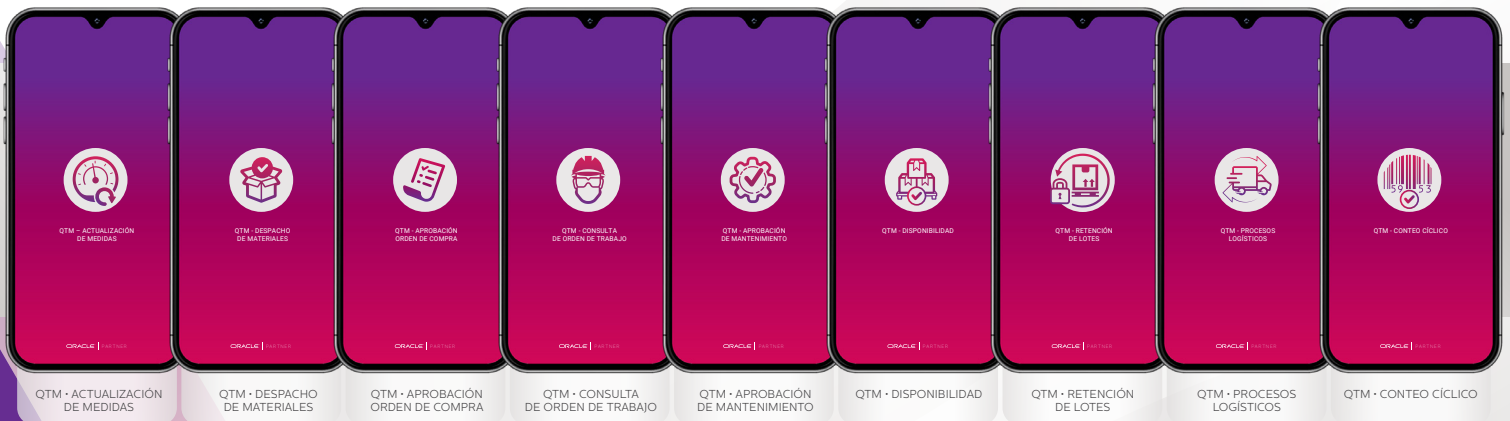 59 53
QTM – ACTUALIZACIÓN
DE MEDIDAS
QTM - DESPACHO
DE MATERIALES
QTM - APROBACIÓN
ORDEN DE COMPRA
QTM - CONSULTA
DE ORDEN DE TRABAJO
QTM - APROBACIÓN
DE MANTENIMIENTO
QTM - DISPONIBILIDAD
QTM - RETENCIÓN
DE LOTES
QTM - PROCESOS
LOGÍSTICOS
QTM - CONTEO CÍCLICO
ORACLE | PARTNER
ORACLE | PARTNER
ORACLE | PARTNER
ORACLE | PARTNER
ORACLE | PARTNER
ORACLE | PARTNER
ORACLE | PARTNER
ORACLE | PARTNER
ORACLE | PARTNER
QTM • ACTUALIZACIÓN
DE MEDIDAS
QTM • DESPACHO
DE MATERIALES
QTM • APROBACIÓN
ORDEN DE COMPRA
QTM • CONSULTA
DE ORDEN DE TRABAJO
QTM • APROBACIÓN
DE MANTENIMIENTO
QTM • DISPONIBILIDAD
QTM • RETENCIÓN
DE LOTES
QTM • PROCESOS
LOGÍSTICOS
QTM • CONTEO CÍCLICO